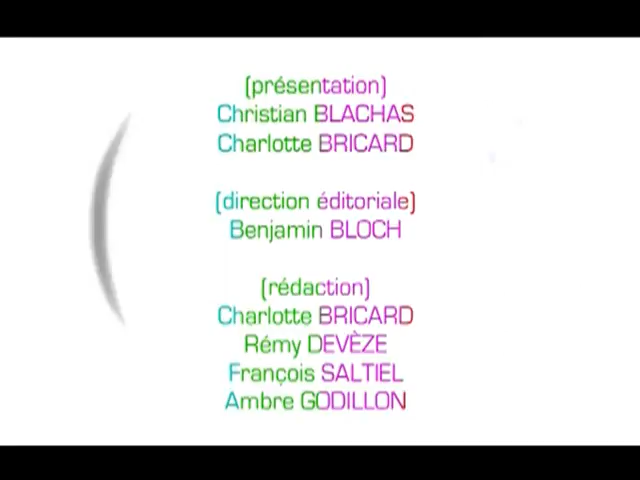 (présentation)
Christian BLACHAS
Charlotte BRICARD
(direction éditoriale)
Benjamin BLOCH
(rédaction)
Charlotte BRICARD
Rémy DEVÈZE
François SALTIEL
Ambre GODILLON